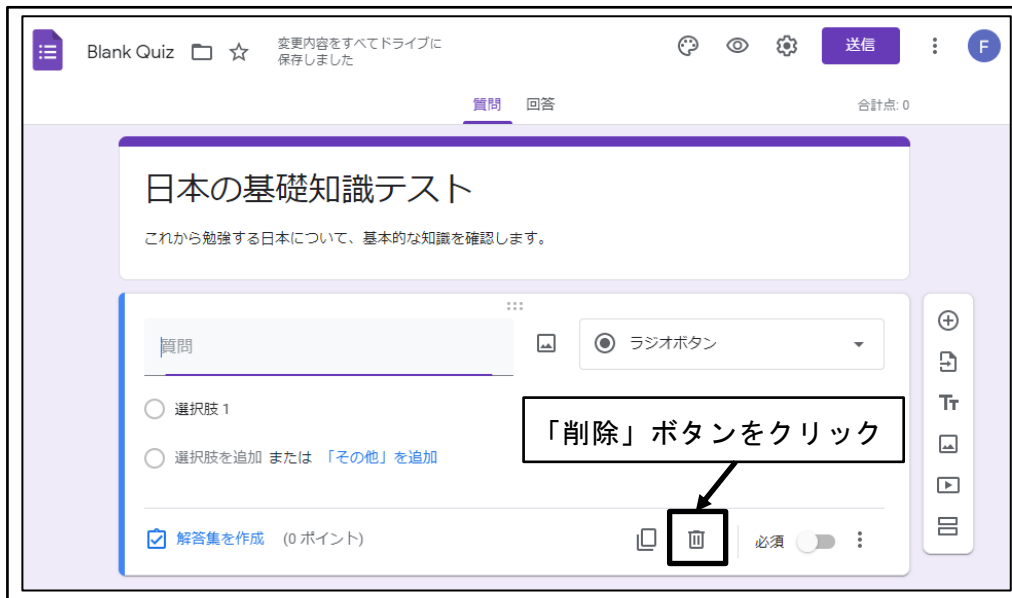 Blank Quiz
変更内容をすべてドライブに
保存しました
送信
F
質問
回答
合計点: 0
日本の基礎知識テスト
これから勉強する日本について、基本的な知識を確認します。
質問
ラジオボタン
Tт
選択肢 1
「削除」ボタンをクリック
選択肢を追加 または 「その他」を追加
解答集を作成 (0 ポイント)
必須